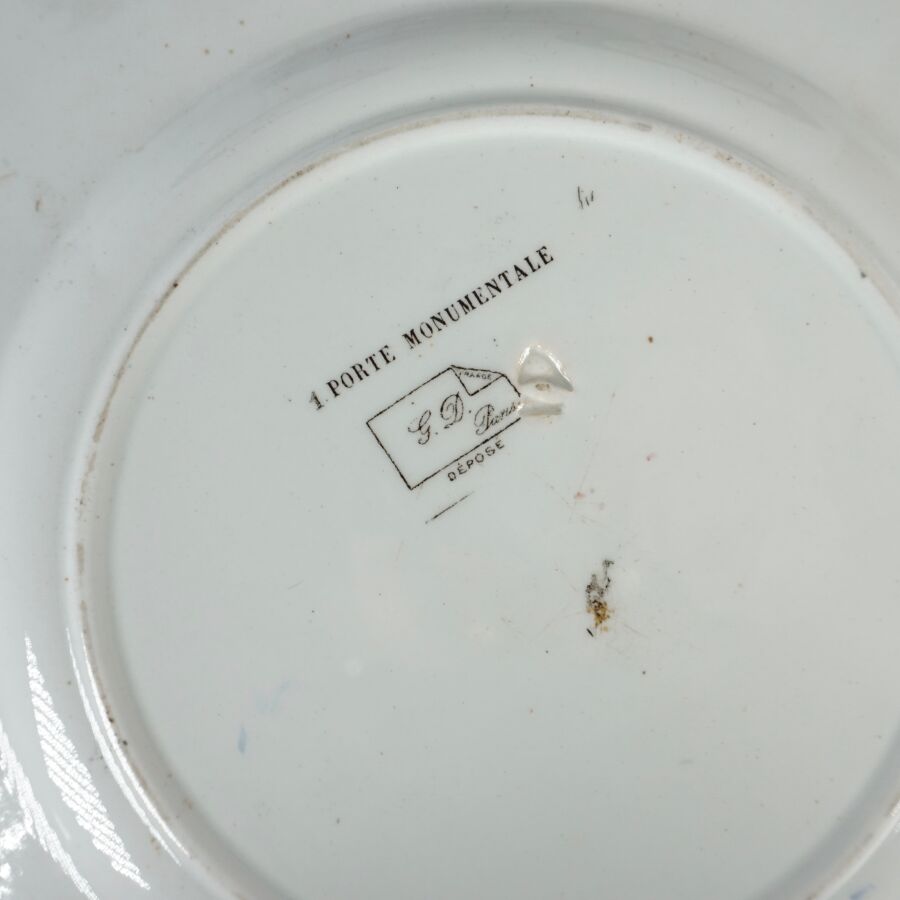 1. PORTE MONUMENTALE
G. D.
Paris
DÉPOSÉ